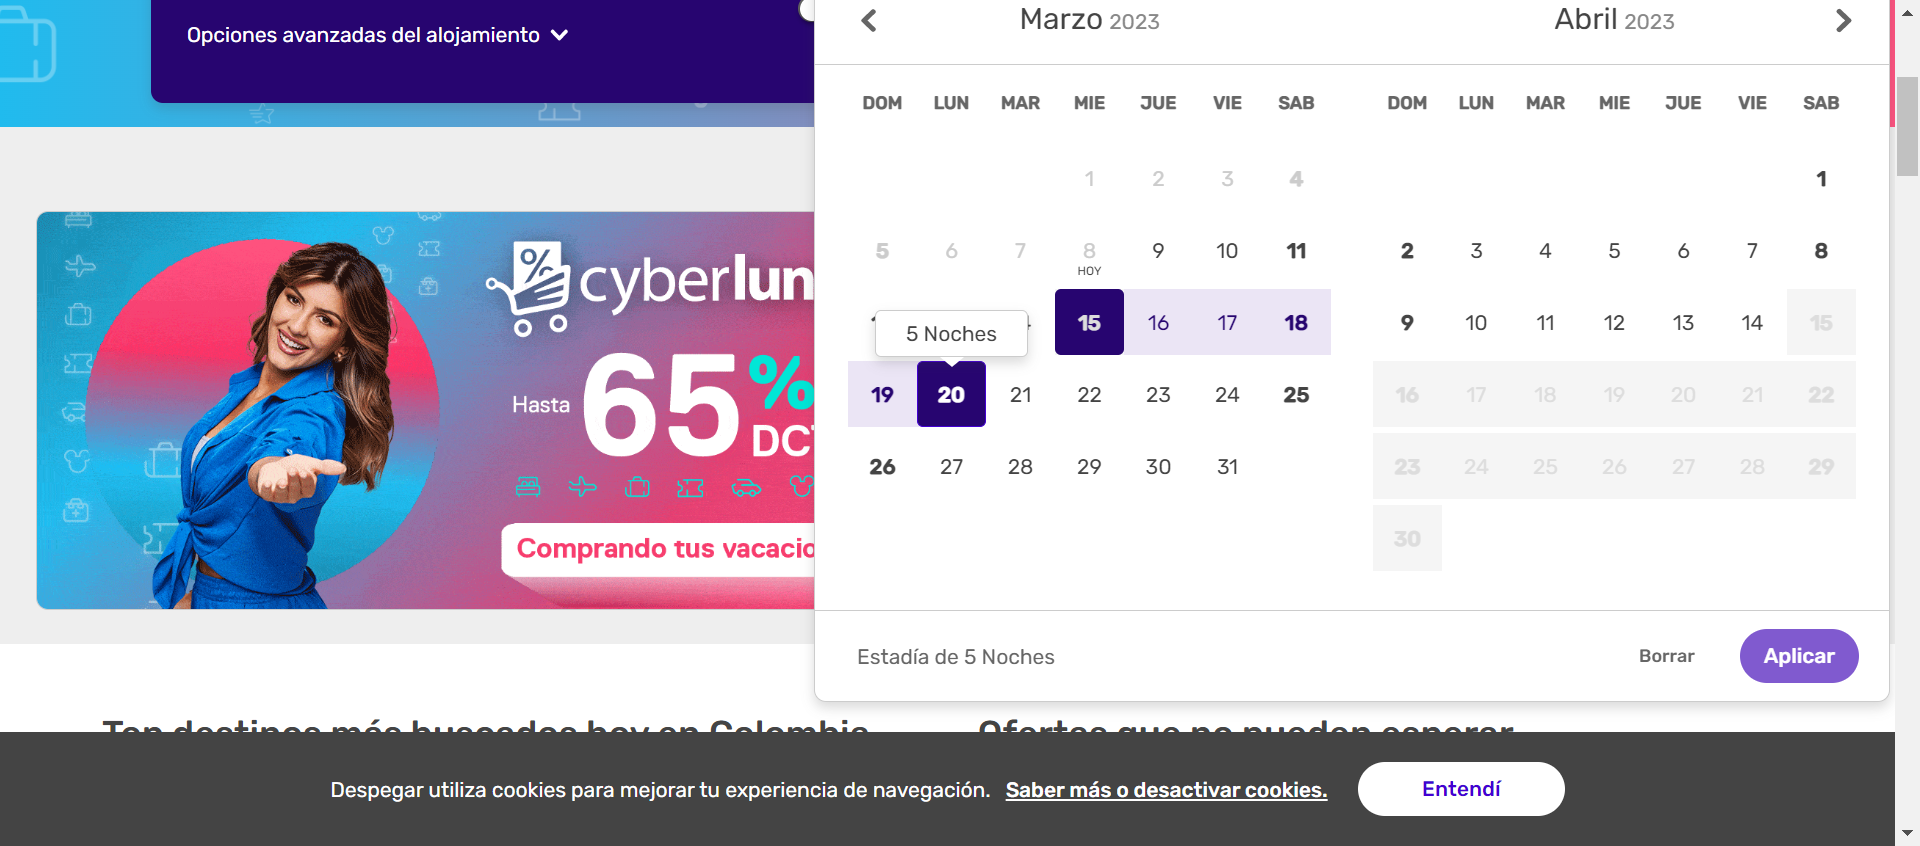 Opciones avanzadas del alojamiento
Marzo 2023
DOM LUN MAR MIE JUE VIE SAB
1 2 3 4
5 6 7 8 9 10 11
HOY
15 16 17 18
5 Noches
19 20 21 22 23 24 25
26 27 28 29 30 31
Abril 2023
DOM LUN MAR MIE JUE VIE SAB
1
2 3 4 5 6 7 8
9 10 11 12 13 14 15
16 17 18 19 20 21 22
23 24 25 26 27 28 29
30
Estadía de 5 Noches
Borrar
Aplicar
% cyberlun
Hasta 65%
DCT
Comprando tus vacacio
Top destinos más buscados hoy en Colombia
Ofertas que no pueden esperar
Despegar utiliza cookies para mejorar tu experiencia de navegación. Saber más o desactivar cookies.
Entendí